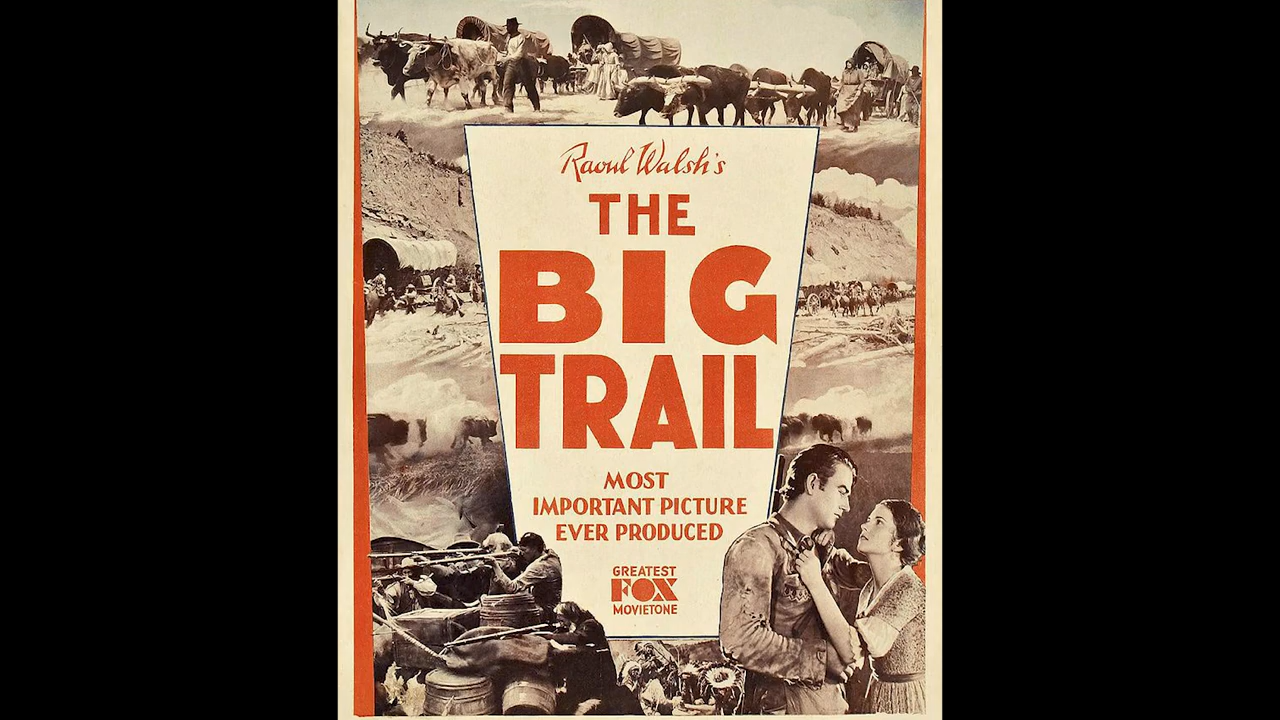 Raoul Walsh's
THE
BIG
TRAIL
MOST
IMPORTANT PICTURE
EVER PRODUCED
GREATEST
FOX
MOVIETONE